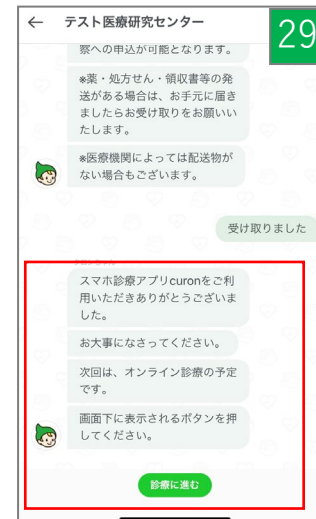 ← テスト医療研究センター
29
察への申込が可能となります。
※薬・処方せん・領収書等の発
送がある場合は、お手元に届き
ましたらお受け取りをお願いい
たします。
※医療機関によっては配送物が
ない場合もございます。
受け取りました
スマホ診療アプリcuronをご利
用いただきありがとうございま
した。
お大事になさってください。
次回は、オンライン診療の予定
です。
画面下に表示されるボタンを押
してください。
診療に進む